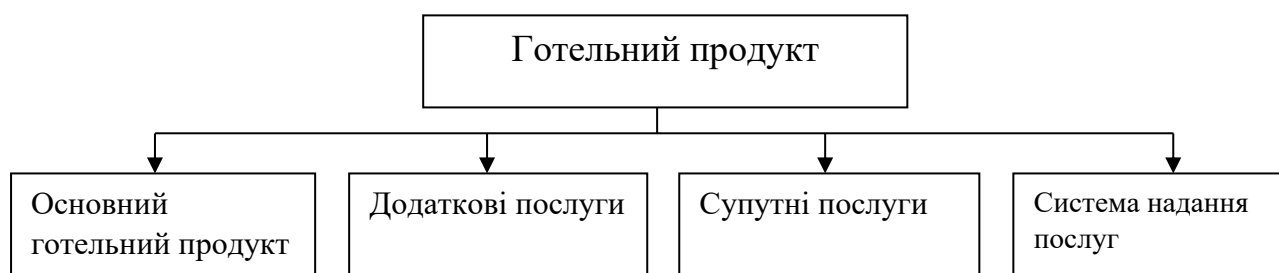 Готельний продукт
Основний
готельний продукт
Додаткові послуги
Супутні послуги
Система надання
послуг